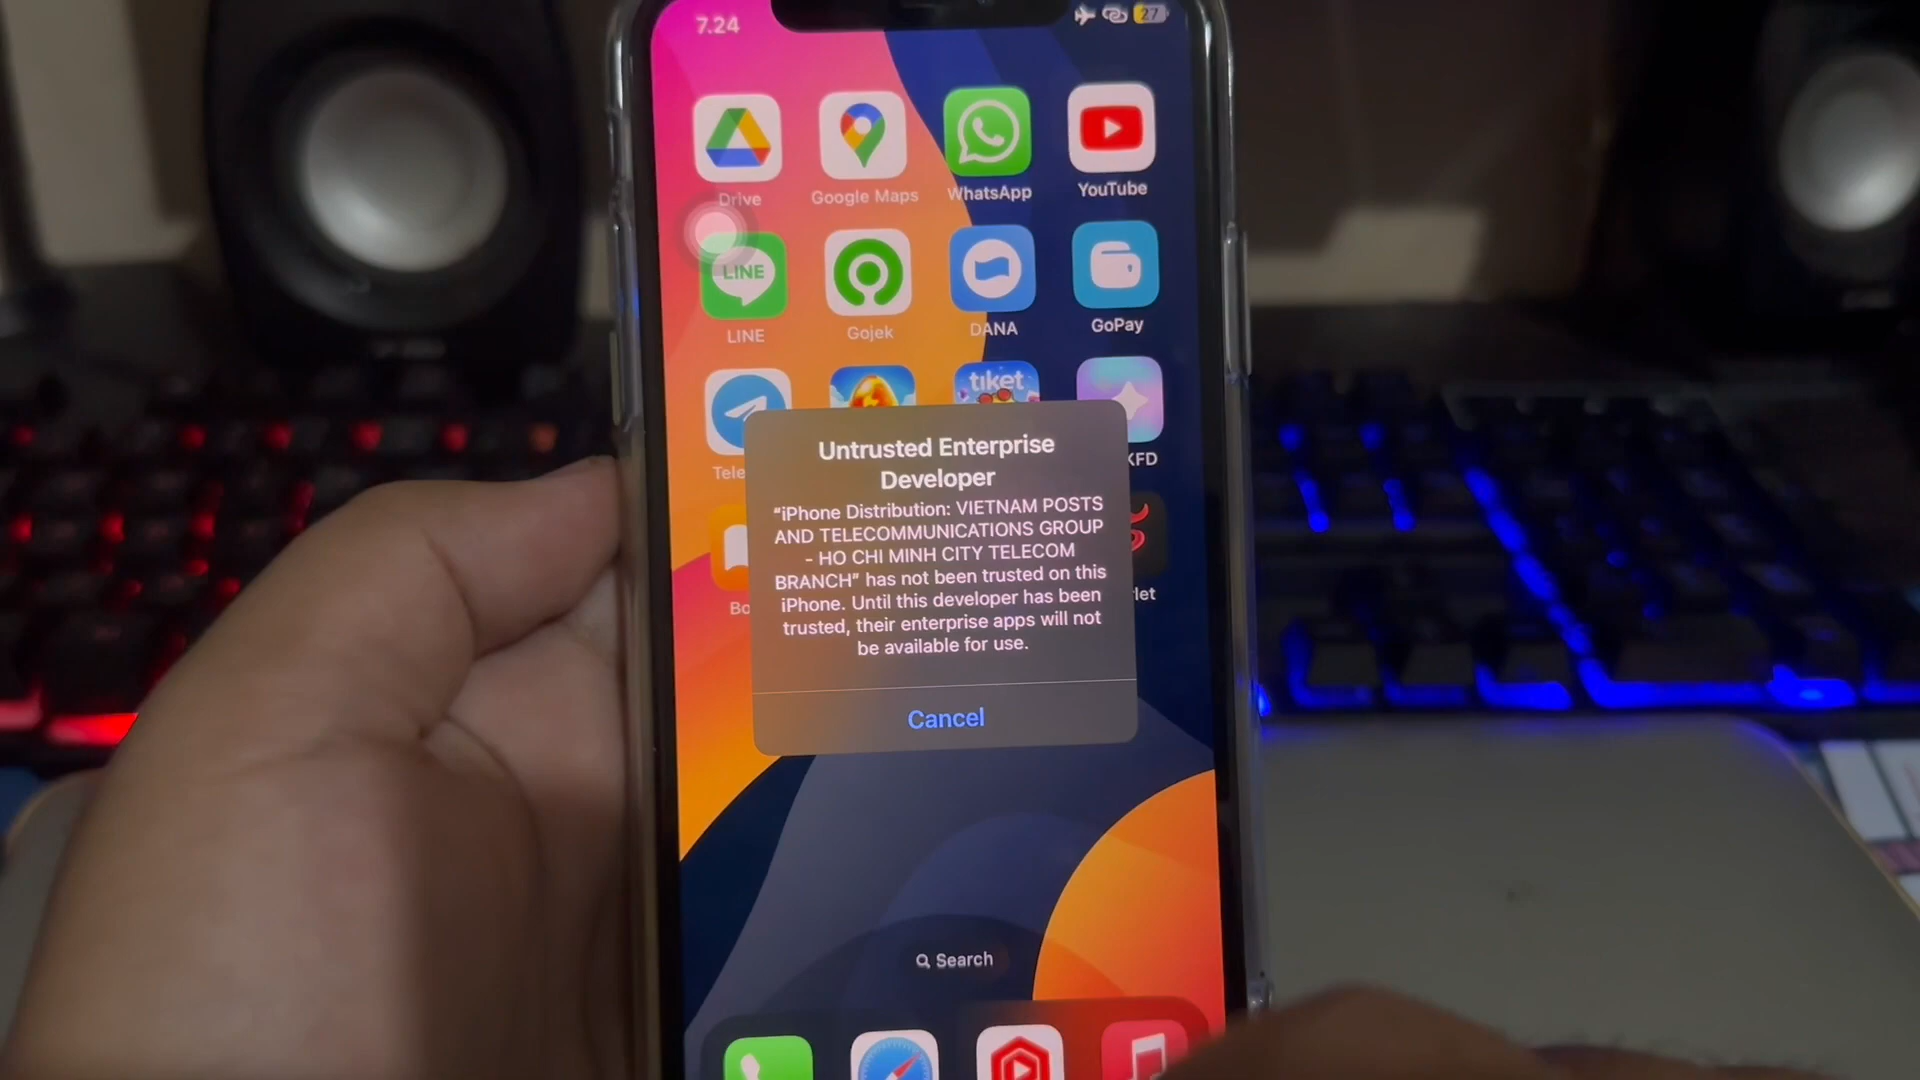 7.24
27
Drive
Google Maps
WhatsApp
YouTube
LINE
LINE
Gojek
DANA
GoPay
tiket
Tele
KFD
Untrusted Enterprise
Developer
“iPhone Distribution: VIETNAM POSTS
AND TELECOMMUNICATIONS GROUP
- HO CHI MINH CITY TELECOM
BRANCH” has not been trusted on this
iPhone. Until this developer has been
trusted, their enterprise apps will not
be available for use.
Bo
let
Cancel
Search